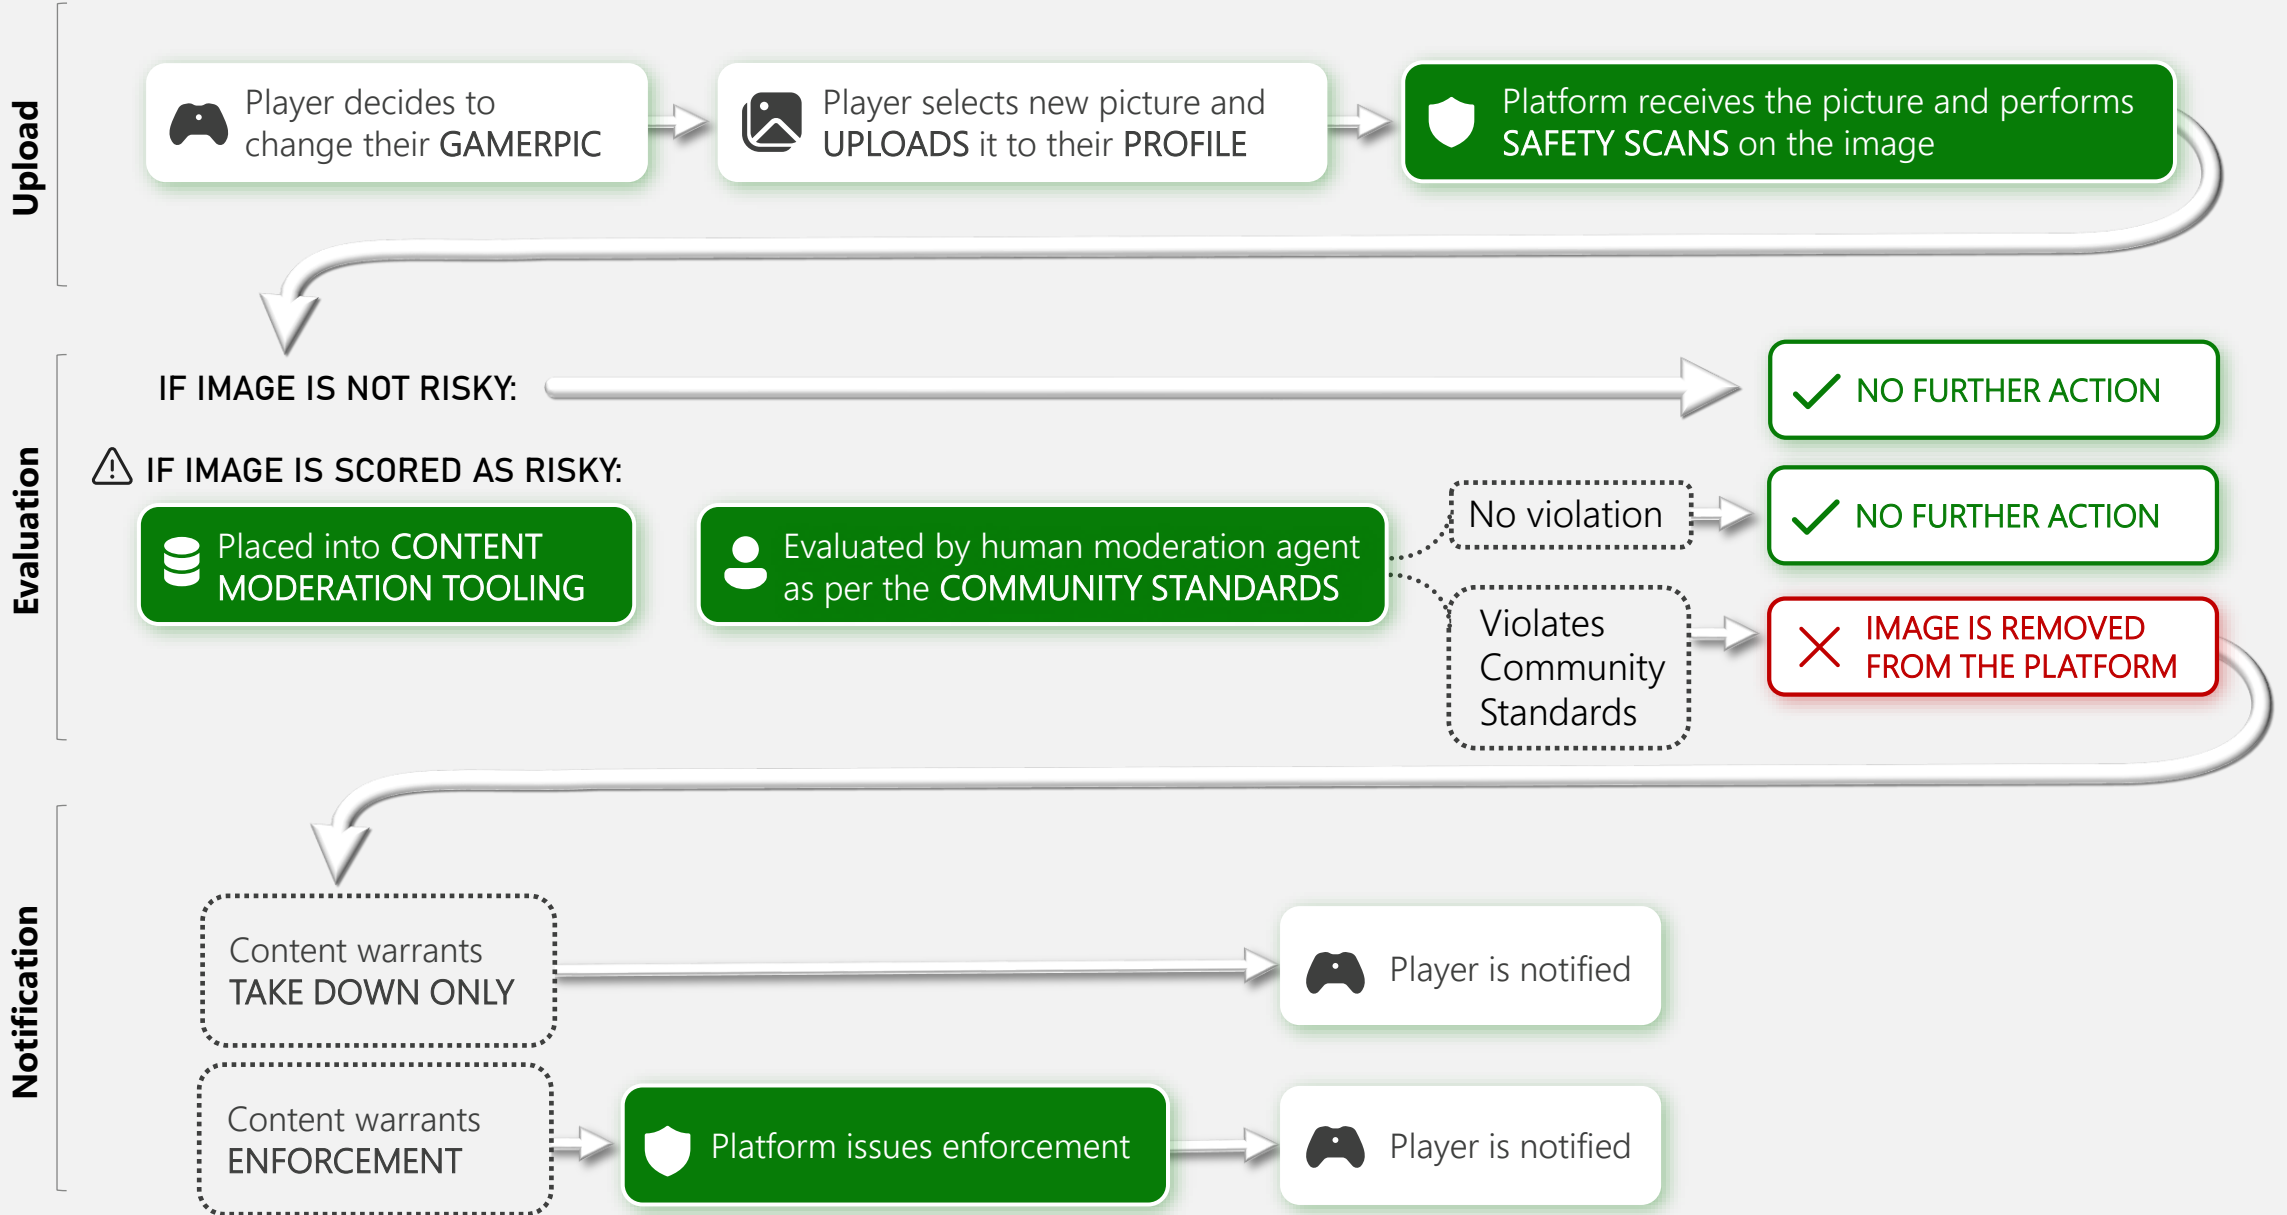 Upload
Player decides to
change their GAMERPIC
Player selects new picture and
UPLOADS it to their PROFILE
Platform receives the picture and performs
SAFETY SCANS on the image
Evaluation
IF IMAGE IS NOT RISKY:
NO FURTHER ACTION
IF IMAGE IS SCORED AS RISKY:
Placed into CONTENT
MODERATION TOOLING
Evaluated by human moderation agent
as per the COMMUNITY STANDARDS
No violation
NO FURTHER ACTION
Violates
Community
Standards
IMAGE IS REMOVED
FROM THE PLATFORM
Notification
Content warrants
TAKE DOWN ONLY
Player is notified
Content warrants
ENFORCEMENT
Platform issues enforcement
Player is notified